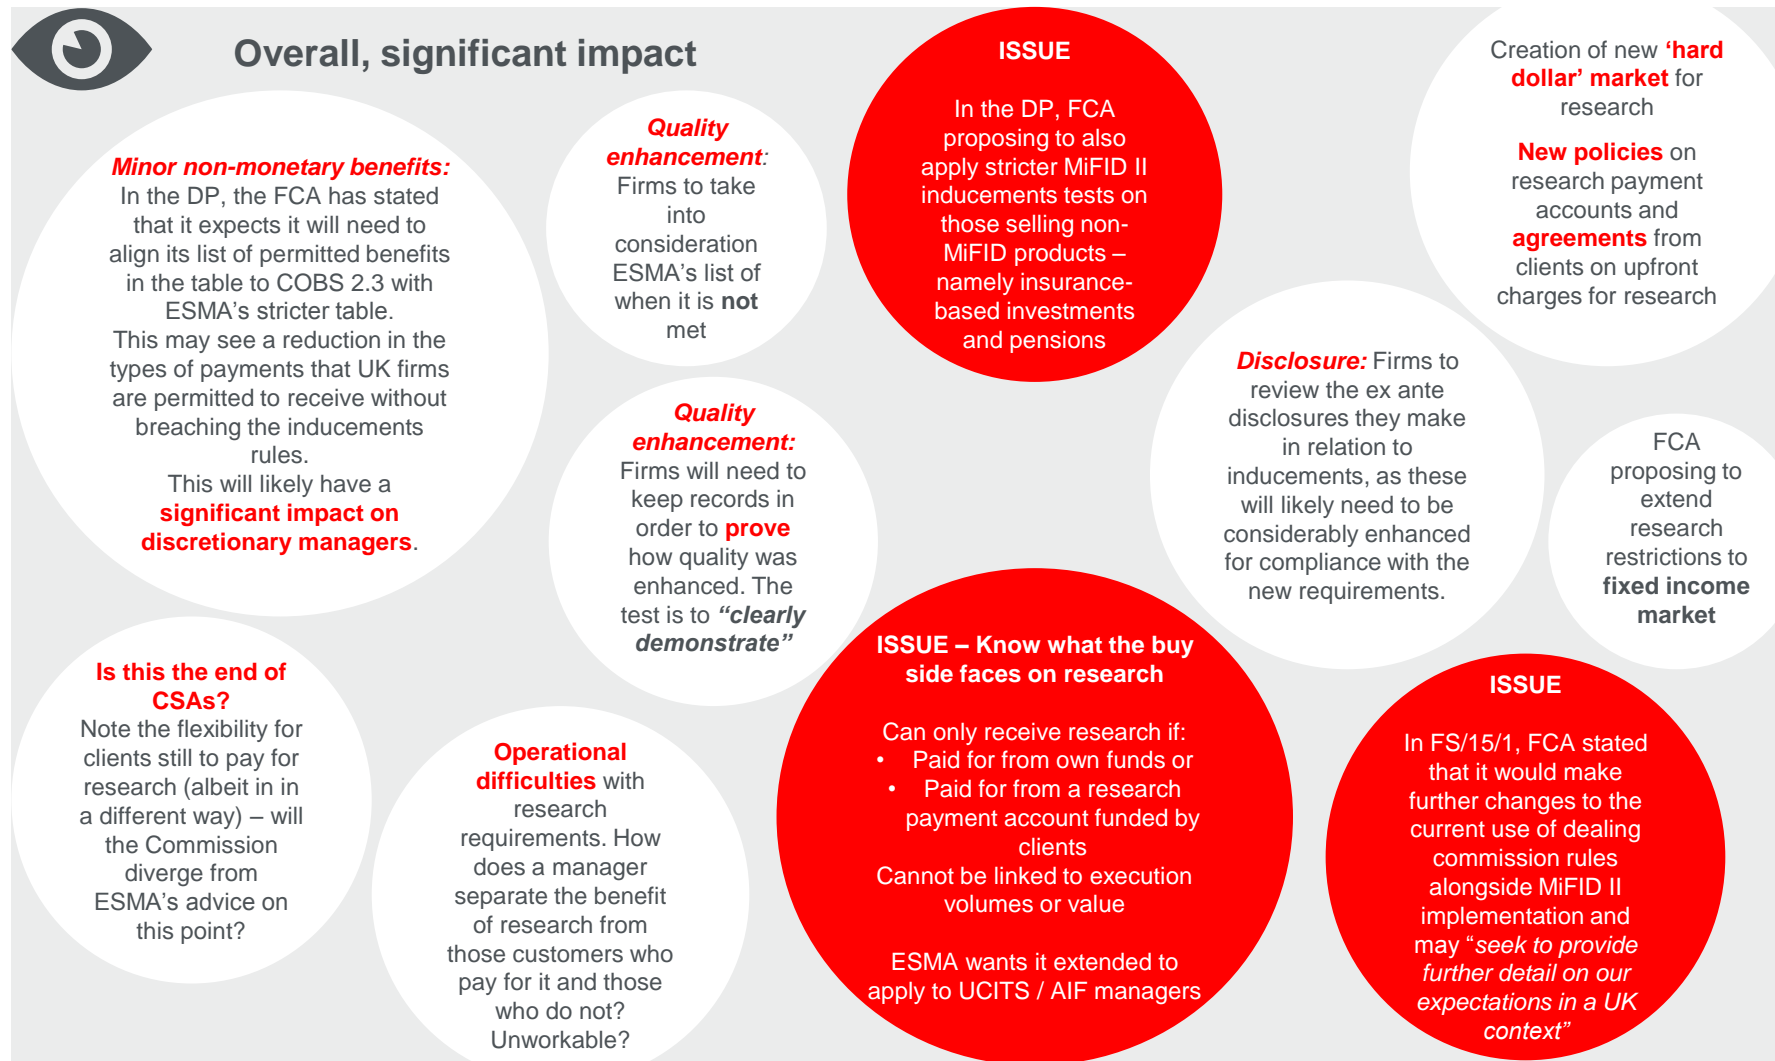 Overall, significant impact
Minor non-monetary benefits:
In the DP, the FCA has stated
that it expects it will need to
align its list of permitted benefits
in the table to COBS 2.3 with
ESMA's stricter table.
This may see a reduction in the
types of payments that UK firms
are permitted to receive without
breaching the inducements
rules.
This will likely have a
significant impact on
discretionary managers.
Quality
enhancement:
Firms to take
into
consideration
ESMA's list of
when it is not
met
ISSUE
In the DP, FCA
proposing to also
apply stricter MiFID II
inducements tests on
those selling non-
MiFID products –
namely insurance-
based investments
and pensions
Creation of new ‘hard
dollar’ market for
research
New policies on
research payment
accounts and
agreements from
clients on upfront
charges for research
Quality
enhancement:
Firms will need to
keep records in
order to prove
how quality was
enhanced. The
test is to “clearly
demonstrate”
Disclosure: Firms to
review the ex ante
disclosures they make
in relation to
inducements, as these
will likely need to be
considerably enhanced
for compliance with the
new requirements.
FCA
proposing to
extend
research
restrictions to
fixed income
market
Is this the end of
CSAs?
Note the flexibility for
clients still to pay for
research (albeit in in
a different way) – will
the Commission
diverge from
ESMA's advice on
this point?
Operational
difficulties with
research
requirements. How
does a manager
separate the benefit
of research from
those customers who
pay for it and those
who do not?
Unworkable?
ISSUE – Know what the buy
side faces on research
Can only receive research if:
• Paid for from own funds or
• Paid for from a research
payment account funded by
clients
Cannot be linked to execution
volumes or value
ESMA wants it extended to
apply to UCITS / AIF managers
ISSUE
In FS/15/1, FCA stated
that it would make
further changes to the
current use of dealing
commission rules
alongside MiFID II
implementation and
may “seek to provide
further detail on our
expectations in a UK
context”